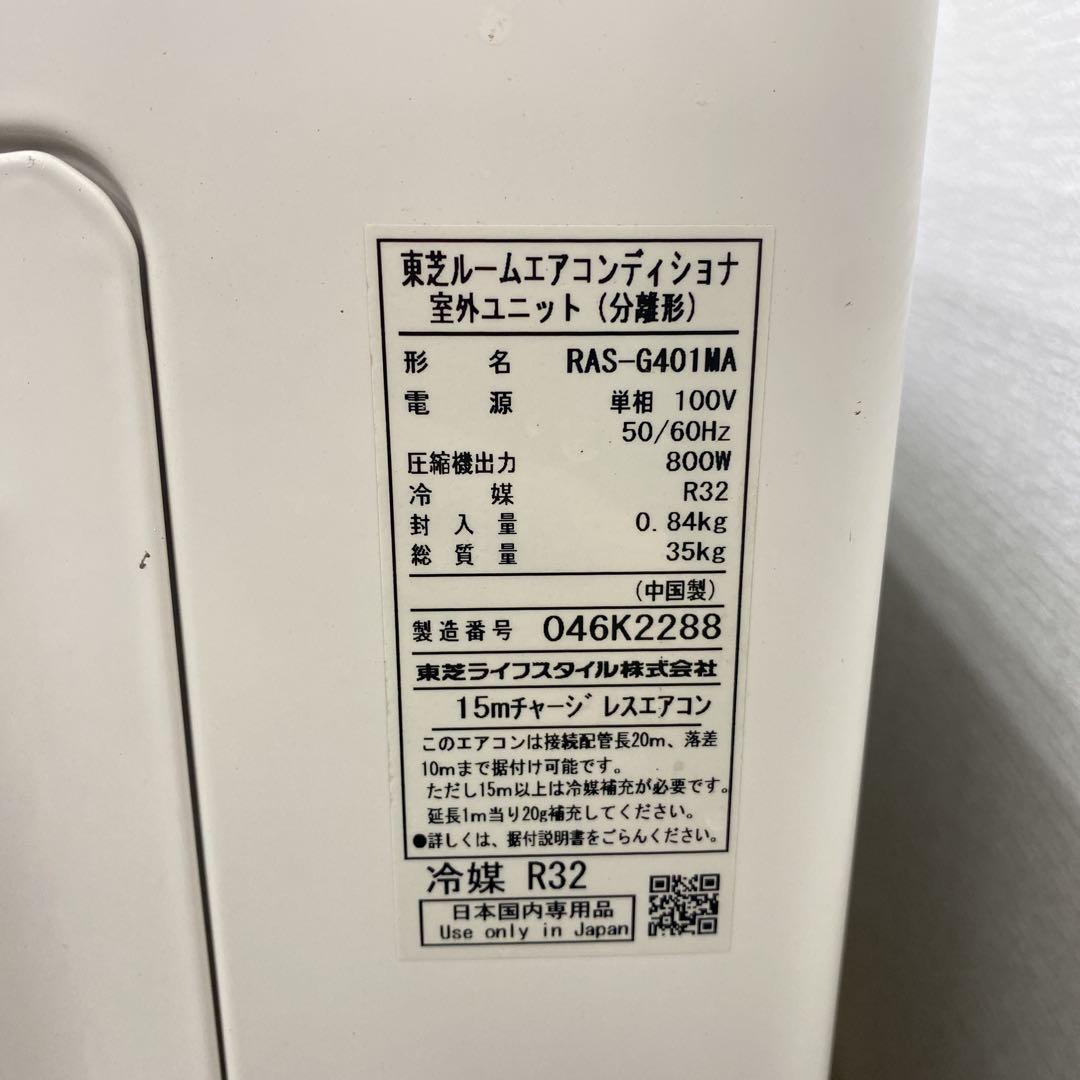 東芝ルームエアコンディショナ
室外ユニット(分離形)
形名 RAS-G401MA
電源 単相 100V
50/60Hz
圧縮機出力 800W
冷媒 R32
封入量 0.84kg
総質量 35kg
(中国製)
製造番号 046K2288
東芝ライフスタイル株式会社
15mチャージレスエアコン
このエアコンは接続配管長20m、落差
10mまで据付け可能です。
ただし15m以上は冷媒補充が必要です。
延長1m当り20g補充してください。
●詳しくは、据付説明書をごらんください。
冷媒 R32
日本国内専用品
Use only in Japan